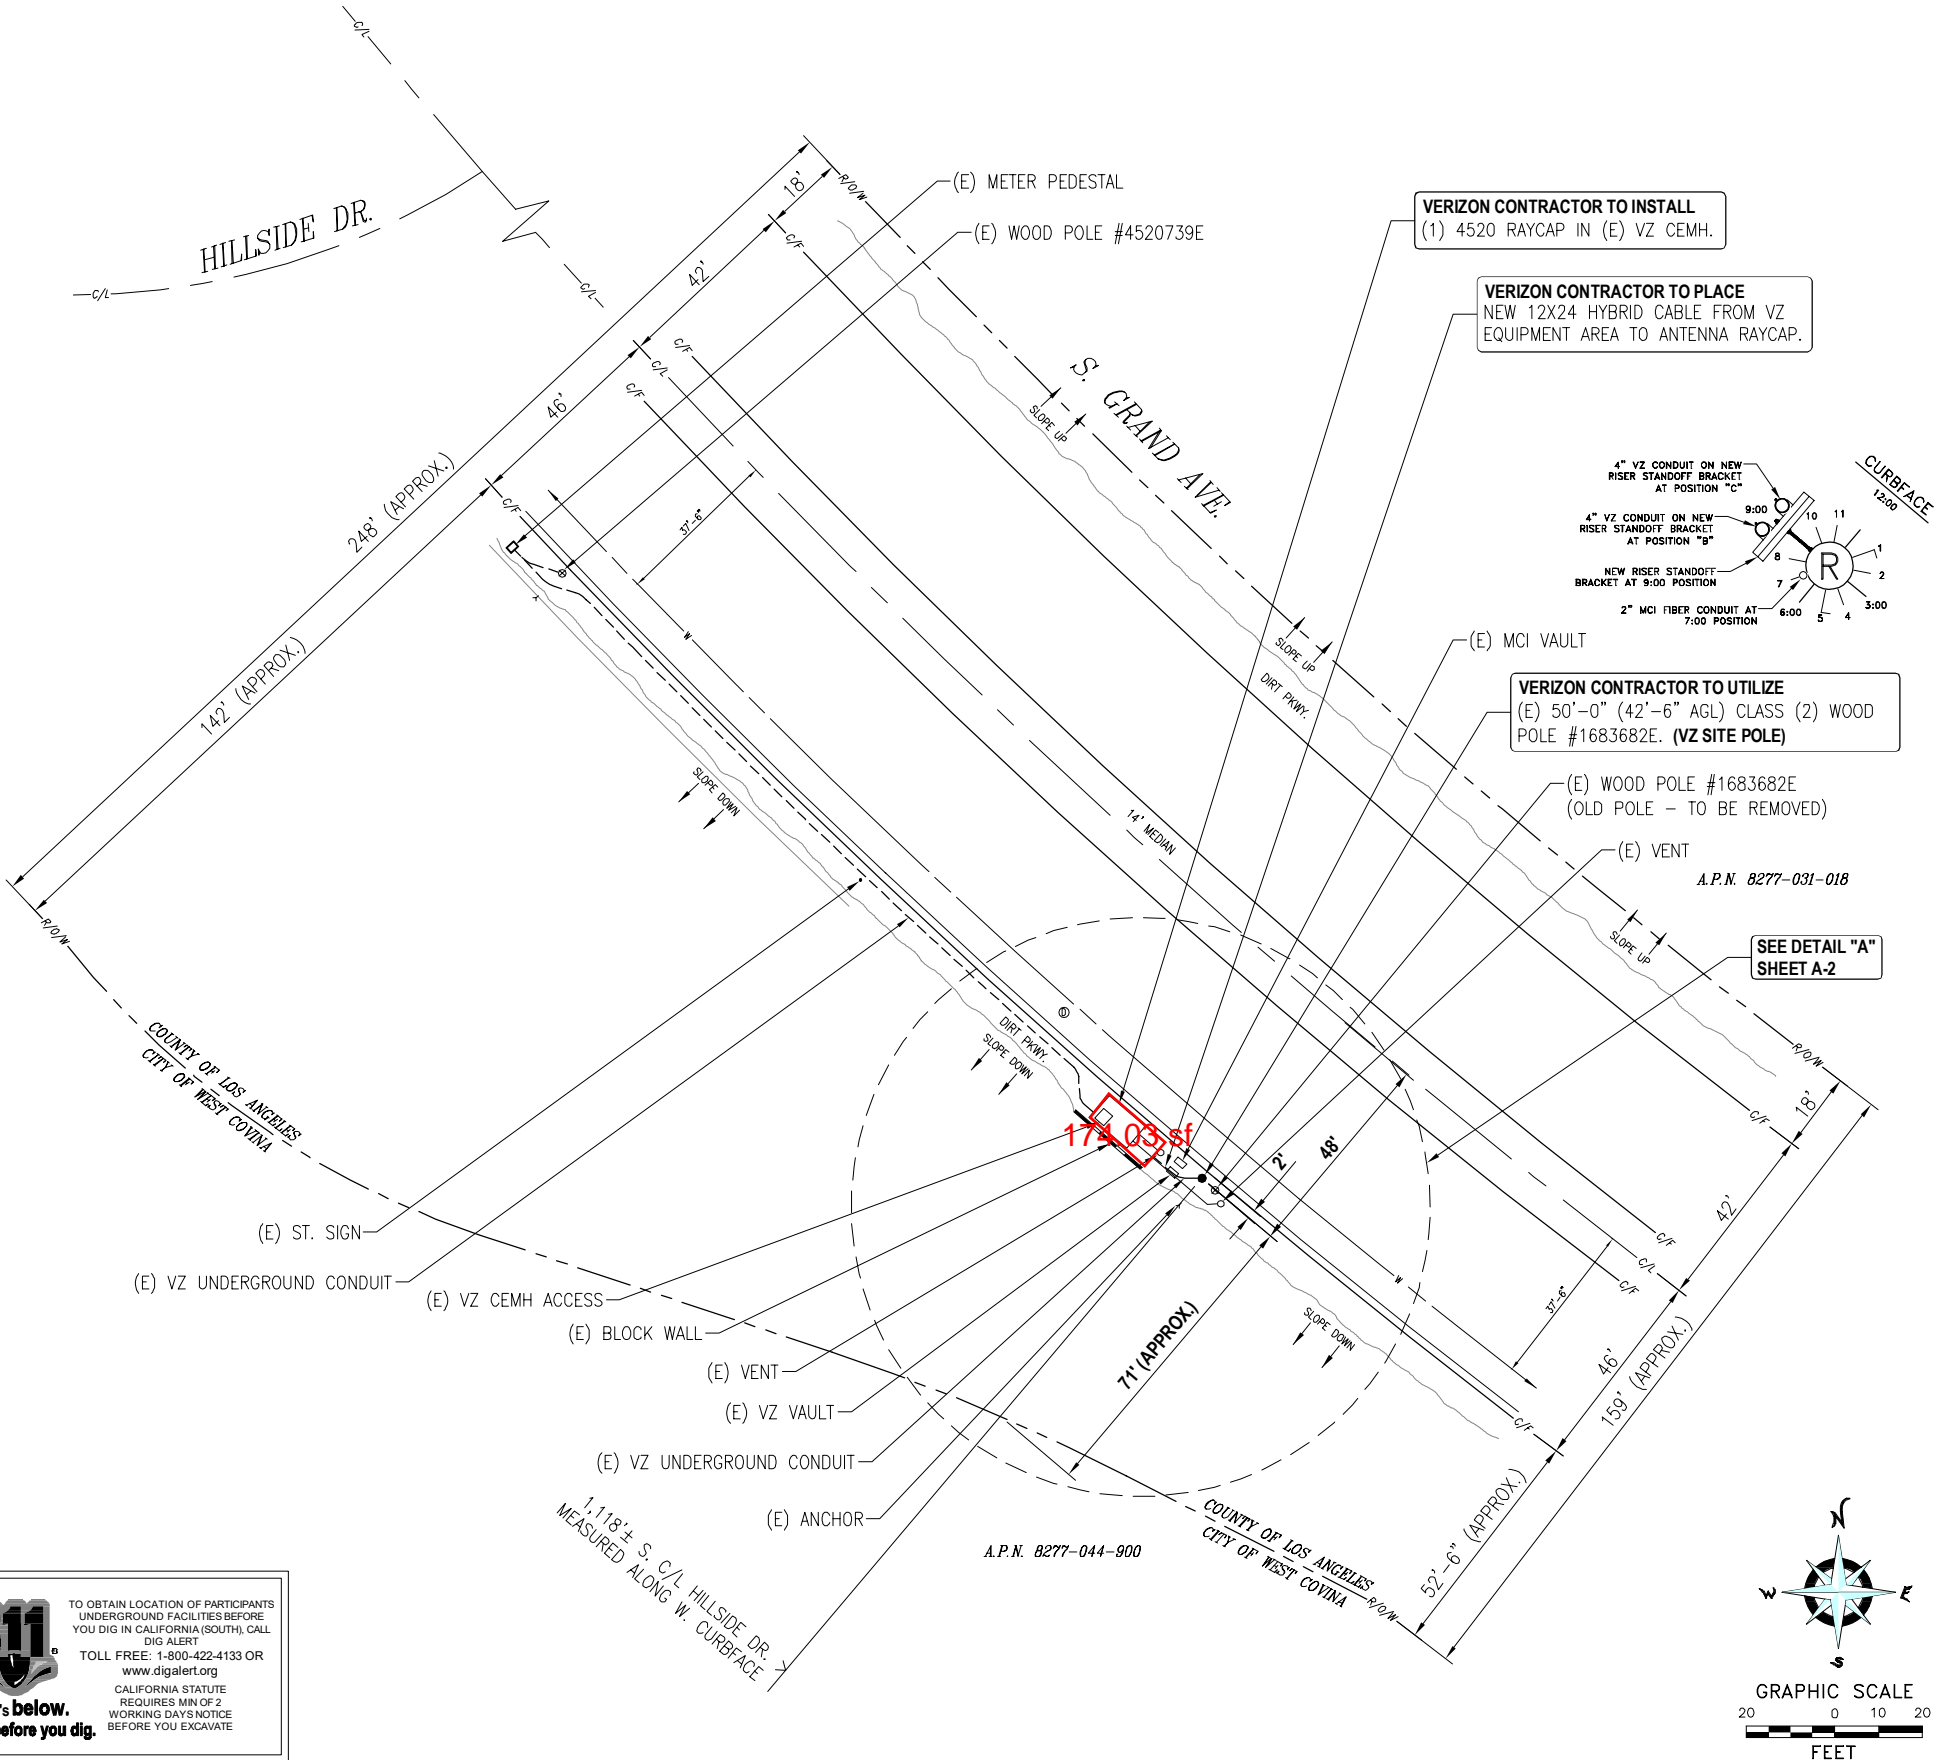 C/L
HILLSIDE DR.
C/L
C/L
18'
R/O/W
42'
C/F
46'
C/F
C/L
C/F
248' (APPROX.)
142' (APPROX.)
C/F
37'-6"
W
R/O/W
(E) METER PEDESTAL
(E) WOOD POLE #4520739E
S. GRAND AVE.
SLOPE UP
SLOPE UP
DIRT PKWY.
SLOPE UP
14' MEDIAN
SLOPE DOWN
VERIZON CONTRACTOR TO INSTALL
(1) 4520 RAYCAP IN (E) VZ CEMH.
VERIZON CONTRACTOR TO PLACE
NEW 12X24 HYBRID CABLE FROM VZ
EQUIPMENT AREA TO ANTENNA RAYCAP.
4" VZ CONDUIT ON NEW
RISER STANDOFF BRACKET
AT POSITION "C"
4" VZ CONDUIT ON NEW
RISER STANDOFF BRACKET
AT POSITION "B"
NEW RISER STANDOFF
BRACKET AT 9:00 POSITION
2" MCI FIBER CONDUIT AT
7:00 POSITION
CURBFACE
12:00
9:00
10
11
1
8
R
2
7
3:00
6:00
5
4
(E) MCI VAULT
VERIZON CONTRACTOR TO UTILIZE
(E) 50'-0" (42'-6" AGL) CLASS (2) WOOD
POLE #1683682E. (VZ SITE POLE)
(E) WOOD POLE #1683682E
(OLD POLE - TO BE REMOVED)
(E) VENT
A.P.N. 8277-031-018
SEE DETAIL "A"
SHEET A-2
COUNTY OF LOS ANGELES
CITY OF WEST COVINA
DIRT PKWY.
SLOPE DOWN
174.03 sf
2'
48'
R/O/W
C/F
18'
42'
C/F
C/L
C/F
W
37'-6"
46'
159' (APPROX.)
C/F
SLOPE DOWN
71' (APPROX.)
52'-6" (APPROX.)
R/O/W
(E) ST. SIGN
(E) VZ UNDERGROUND CONDUIT
(E) VZ CEMH ACCESS
(E) BLOCK WALL
(E) VENT
(E) VZ VAULT
(E) VZ UNDERGROUND CONDUIT
(E) ANCHOR
1,118'± S. C/L HILLSIDE DR.
MEASURED ALONG W. CURBFACE
A.P.N. 8277-044-900
COUNTY OF LOS ANGELES
CITY OF WEST COVINA
TO OBTAIN LOCATION OF PARTICIPANTS
UNDERGROUND FACILITIES BEFORE
YOU DIG IN CALIFORNIA (SOUTH), CALL
DIG ALERT
TOLL FREE: 1-800-422-4133 OR
www.digalert.org
CALIFORNIA STATUTE
REQUIRES MIN OF 2
WORKING DAYS NOTICE
BEFORE YOU EXCAVATE
below.
before you dig.
N
W
E
S
GRAPHIC SCALE
20 0 10 20
FEET